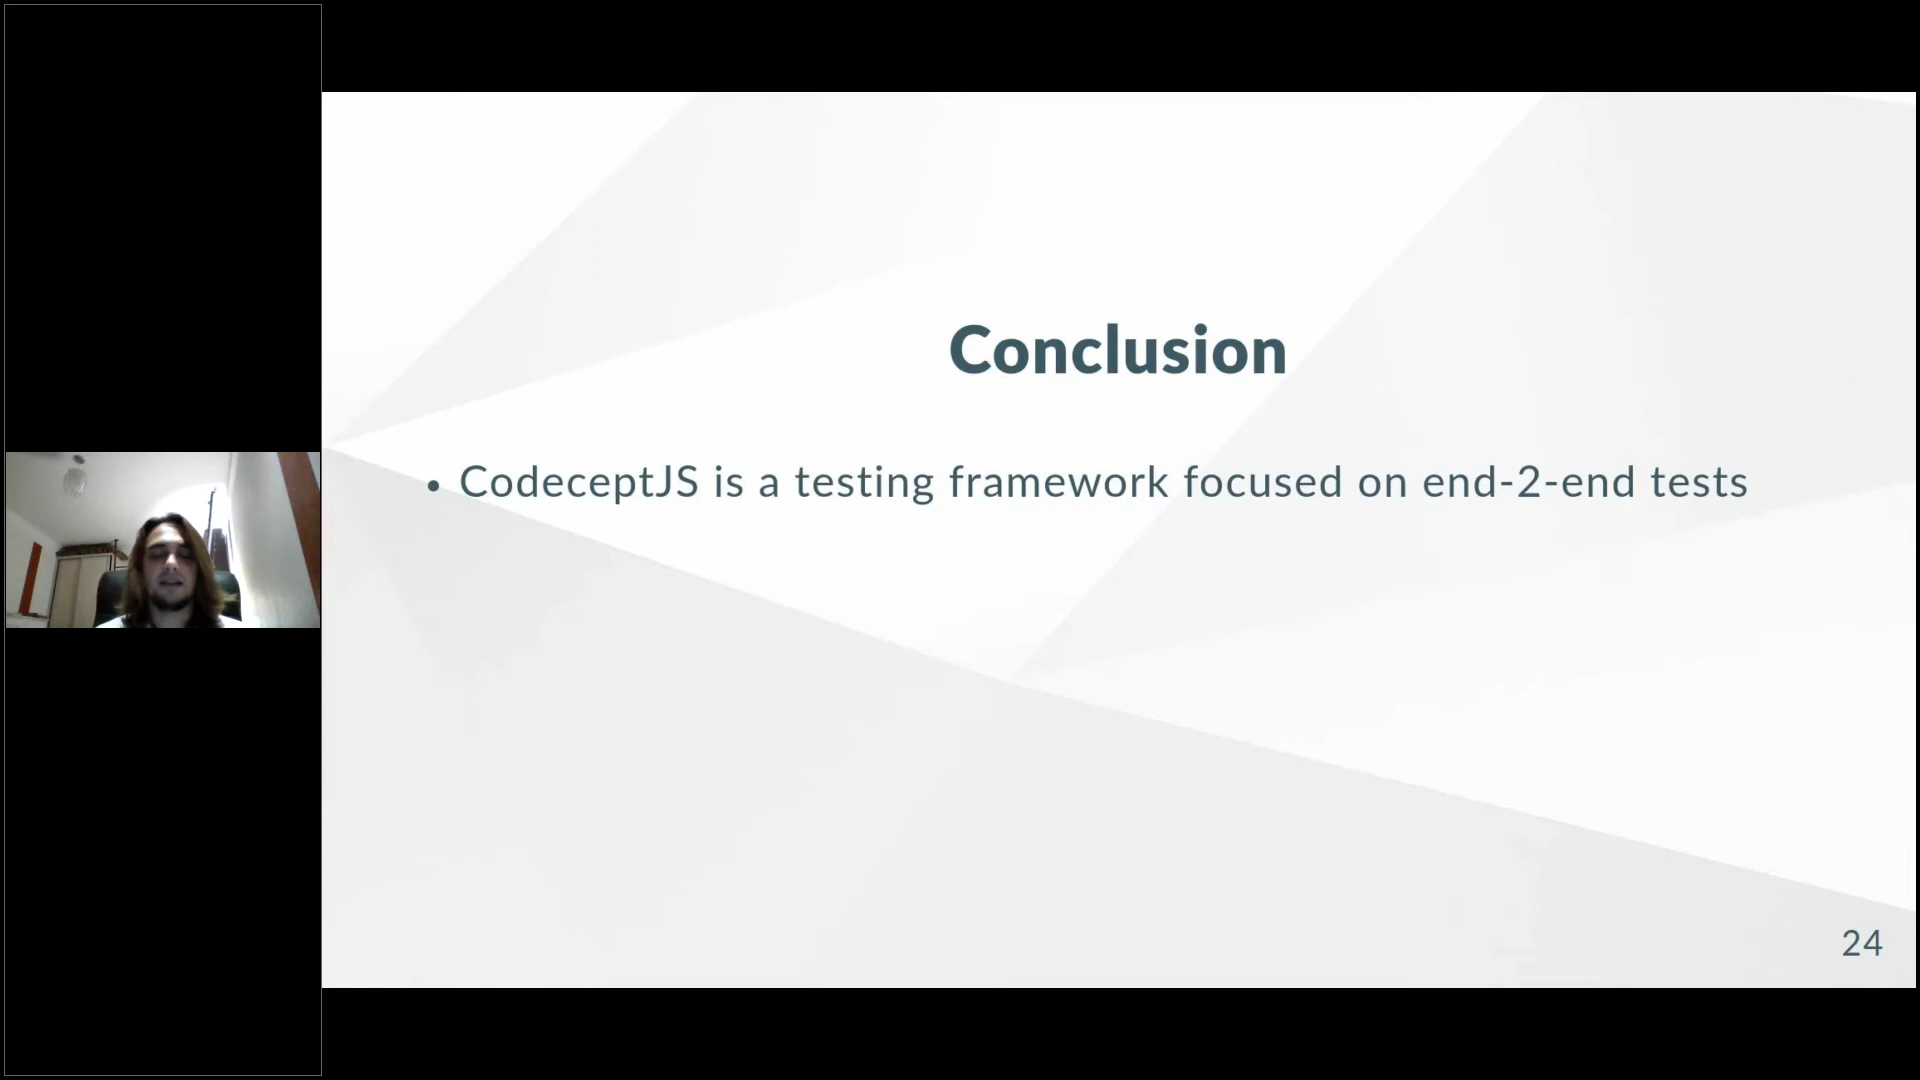 Conclusion
• CodeceptJS is a testing framework focused on end-2-end tests
24